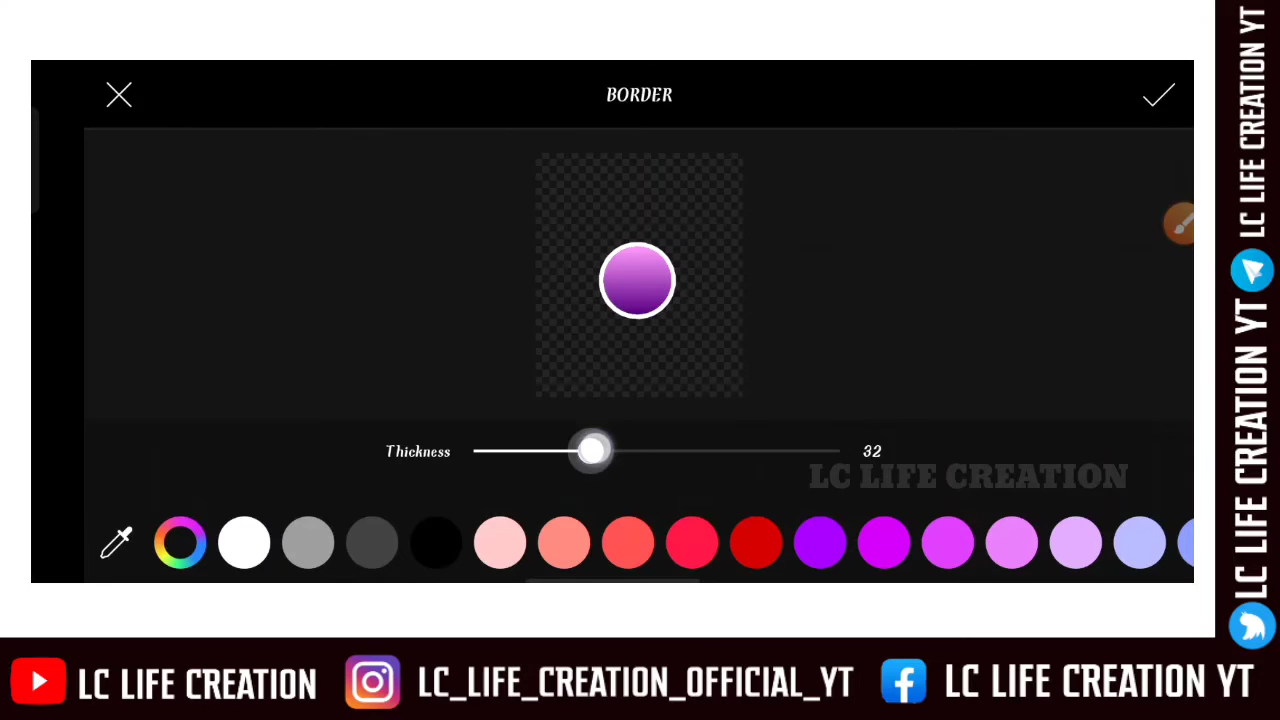 BORDER
Thickness
32
LC LIFE CREATION
LC LIFE CREATION
LC_LIFE_CREATION_OFFICIAL_YT
LC LIFE CREATION YT
LC LIFE CREATION YT
LC LIFE CREATION YT